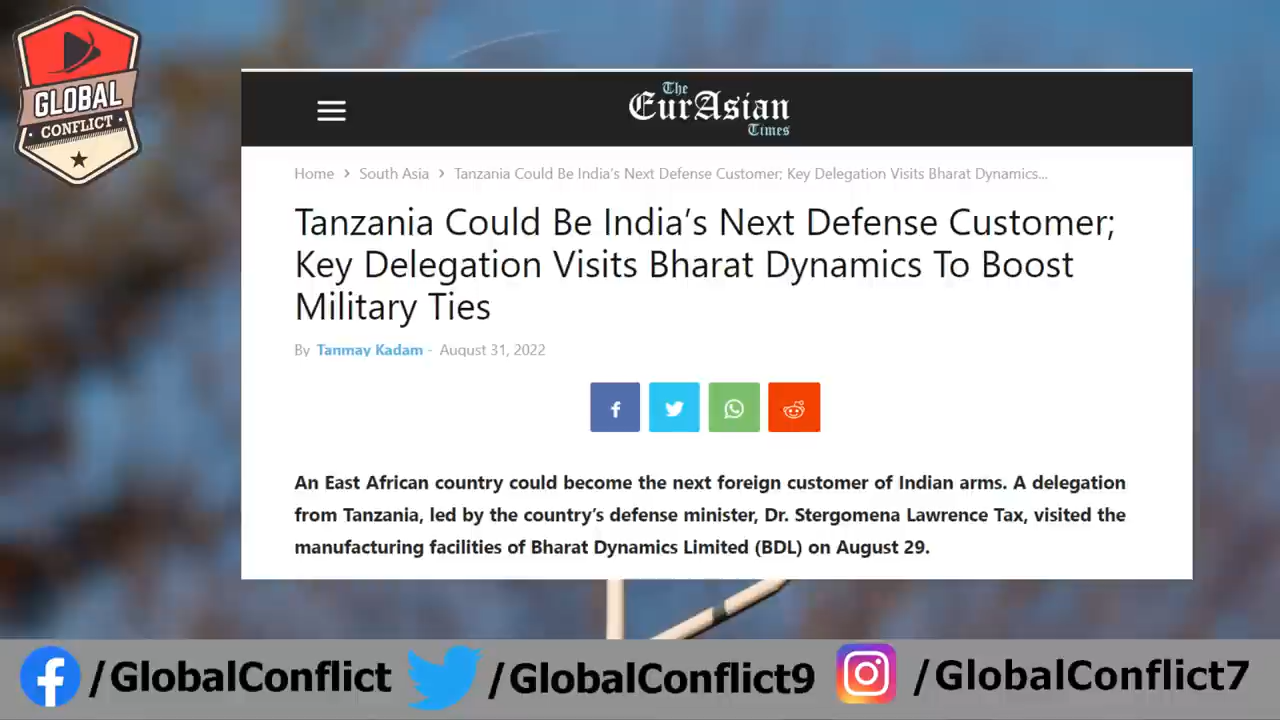 GLOBAL
CONFLICT
The
EurAsian
Times
Home > South Asia > Tanzania Could Be India's Next Defense Customer; Key Delegation Visits Bharat Dynamics...
Tanzania Could Be India's Next Defense Customer;
Key Delegation Visits Bharat Dynamics To Boost
Military Ties
By Tanmay Kadam - August 31, 2022
An East African country could become the next foreign customer of Indian arms. A delegation
from Tanzania, led by the country's defense minister, Dr. Stergomena Lawrence Tax, visited the
manufacturing facilities of Bharat Dynamics Limited (BDL) on August 29.
/GlobalConflict /GlobalConflict9 /GlobalConflict7